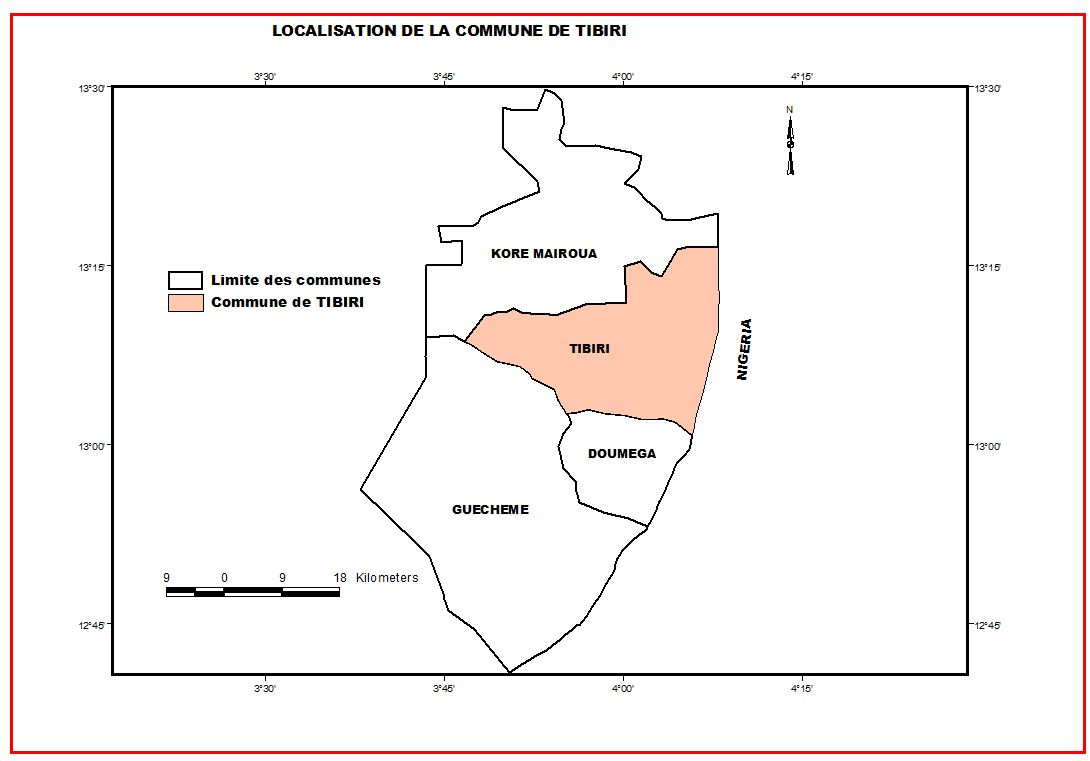 LOCALISATION DE LA COMMUNE DE TIBIRI
3°30' 3°45' 4°00' 4°15'
13°30' 13°30'
N
KORE MAIROUA
13°15' 13°15'
Limite des communes
Commune de TIBIRI
TIBIRI
NIGERIA
13°00' 13°00'
DOUMEGA
GUECHEME
9 0 9 18 Kilometers
12°45' 12°45'
3°30' 3°45' 4°00' 4°15'